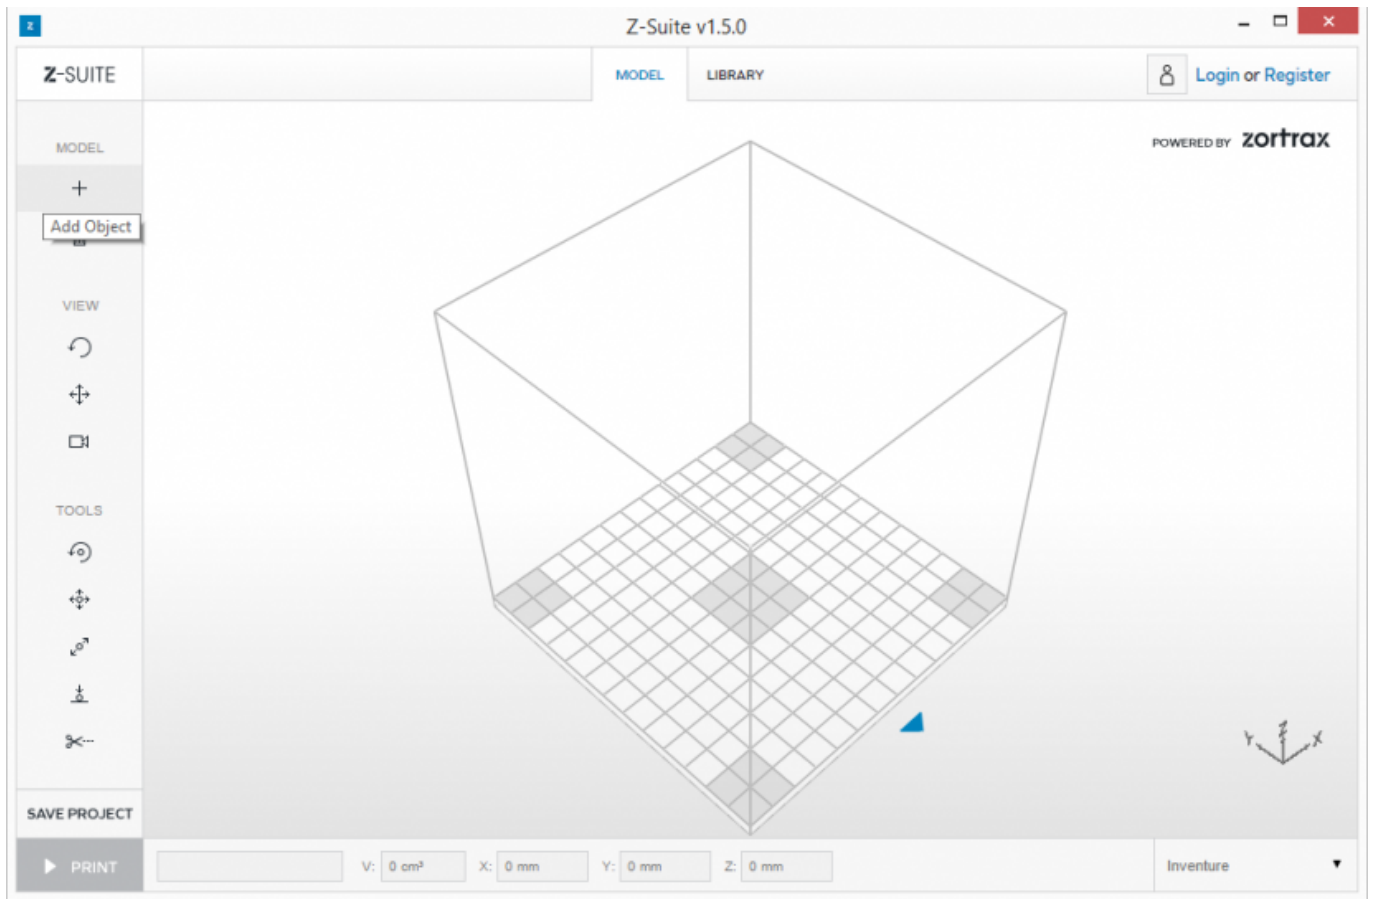 Z
Z-Suite v1.5.0
Z-SUITE
MODEL
LIBRARY
Login or Register
MODEL
POWERED BY zortrax
Add Object
VIEW
TOOLS
Y Z X
SAVE PROJECT
PRINT
V: 0 cm³ X: 0 mm Y: 0 mm Z: 0 mm
Inventure